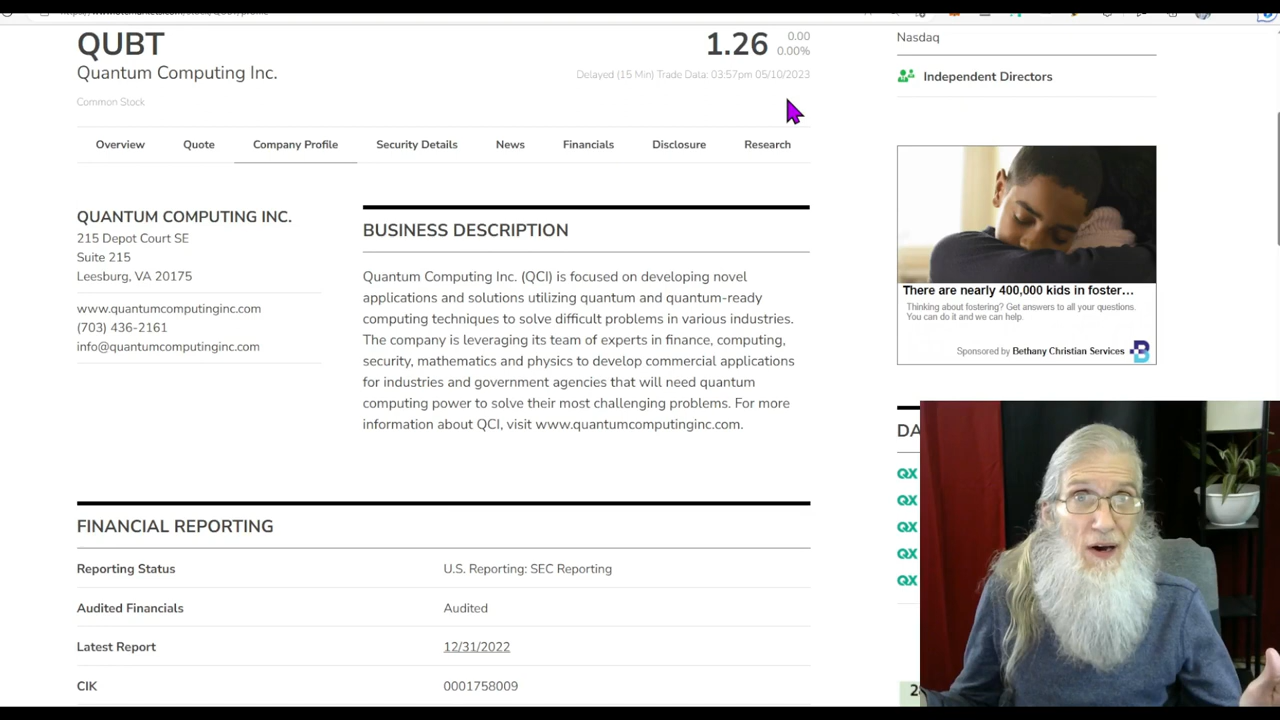 QUBT
1.26
0.00
0.00%
Quantum Computing Inc.
Delayed (15 Min) Trade Data: 03:57pm 05/10/2023
Common Stock
Overview
Quote
Company Profile
Security Details
News
Financials
Disclosure
Research
QUANTUM COMPUTING INC.
215 Depot Court SE
Suite 215
Leesburg, VA 20175
www.quantumcomputinginc.com
(703) 436-2161
info@quantumcomputinginc.com
BUSINESS DESCRIPTION
Quantum Computing Inc. (QCI) is focused on developing novel
applications and solutions utilizing quantum and quantum-ready
computing techniques to solve difficult problems in various industries.
The company is leveraging its team of experts in finance, computing,
security, mathematics and physics to develop commercial applications
for industries and government agencies that will need quantum
computing power to solve their most challenging problems. For more
information about QCI, visit www.quantumcomputinginc.com.
FINANCIAL REPORTING
Reporting Status U.S. Reporting: SEC Reporting
Audited Financials Audited
Latest Report 12/31/2022
CIK 0001758009
Nasdaq
Independent Directors
There are nearly 400,000 kids in foster…
Thinking about fostering? Get answers to all your questions.
You can do it and we can help.
Sponsored by Bethany Christian Services
DA
QX
QX
QX
QX
QX